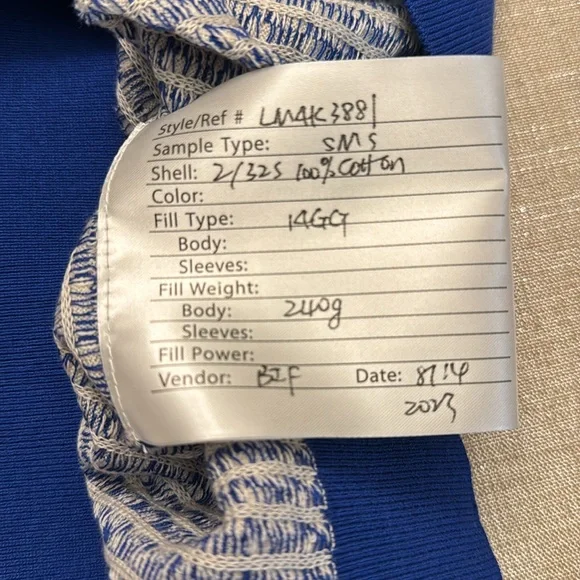 Style/Ref # LM4K3881
Sample Type: SMS
Shell: 2/32S 100% Cotton
Color:
Fill Type: 14GG
Body:
Sleeves:
Fill Weight:
Body: 240g
Sleeves:
Fill Power:
Vendor: BIF Date: 8/14
2023